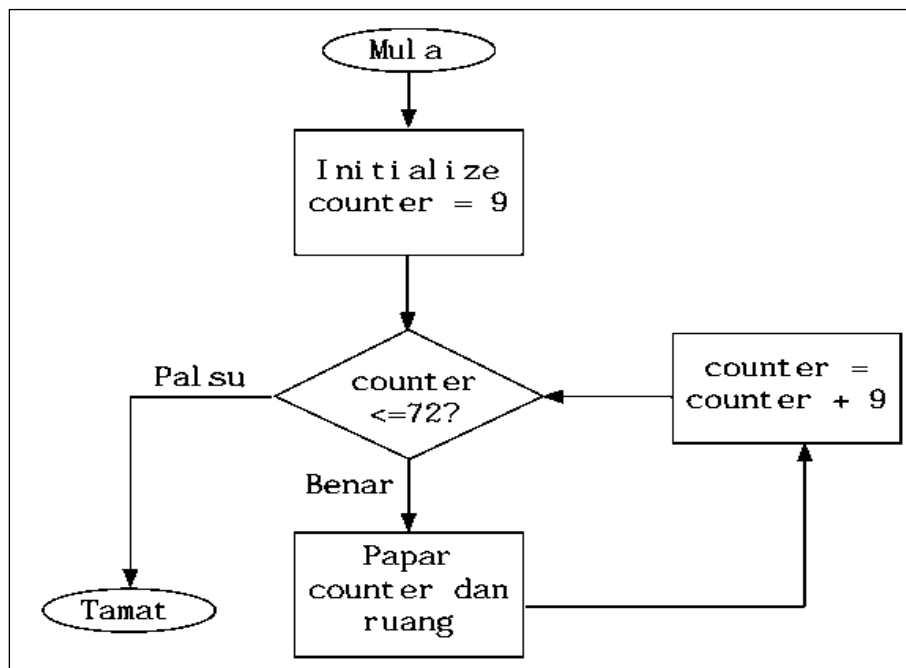 Mula
Initialize
counter = 9
counter
<=72?
Palsu
Benar
counter =
counter + 9
Papar
counter dan
ruang
Tamat